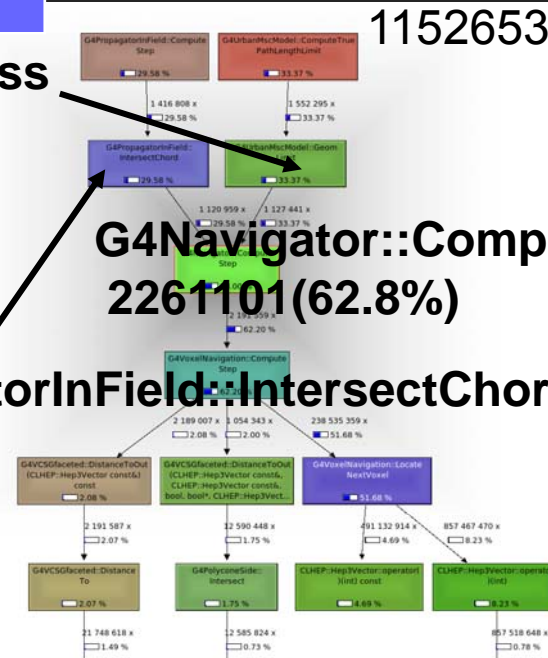 1152653
ss
G4PropagatorInField::Compute
Step
29.58 %
G4UrbanMscModel::ComputeTrue
PathLengthLimit
33.37 %
1 416 808 x
29.58 %
1 552 295 x
33.37 %
G4PropagatorInField::
IntersectChord
29.58 %
G4UrbanMscModel::Geom
33.37 %
1 120 959 x
29.58 %
1 127 441 x
33.37 %
G4Navigator::Comp
2261101(62.8%)
Step
62.20 %
G4VoxelNavigation::Compute
Step
torInField::IntersectChor
2 189 007 x
2.08 %
1 054 343 x
2.00 %
238 535 359 x
51.68 %
G4VCSGfaceted::DistanceToOut
(CLHEP::Hep3Vector const&)
const
2.08 %
G4VCSGfaceted::DistanceToOut
(CLHEP::Hep3Vector const&,
CLHEP::Hep3Vector const&,
bool, bool*, CLHEP::Hep3Vect...
G4VoxelNavigation::Locate
NextVoxel
51.68 %
2 191 587 x
2.07 %
12 590 448 x
1.75 %
491 132 914 x
4.69 %
857 467 470 x
8.23 %
G4VCSGfaceted::Distance
To
2.07 %
G4PolyconeSide::
Intersect
1.75 %
CLHEP::Hep3Vector::operator(
)(int) const
4.69 %
CLHEP::Hep3Vector::operat
)(int)
8.23 %
21 748 618 x
1.49 %
12 585 824 x
0.73 %
857 518 648 x
0.78 %